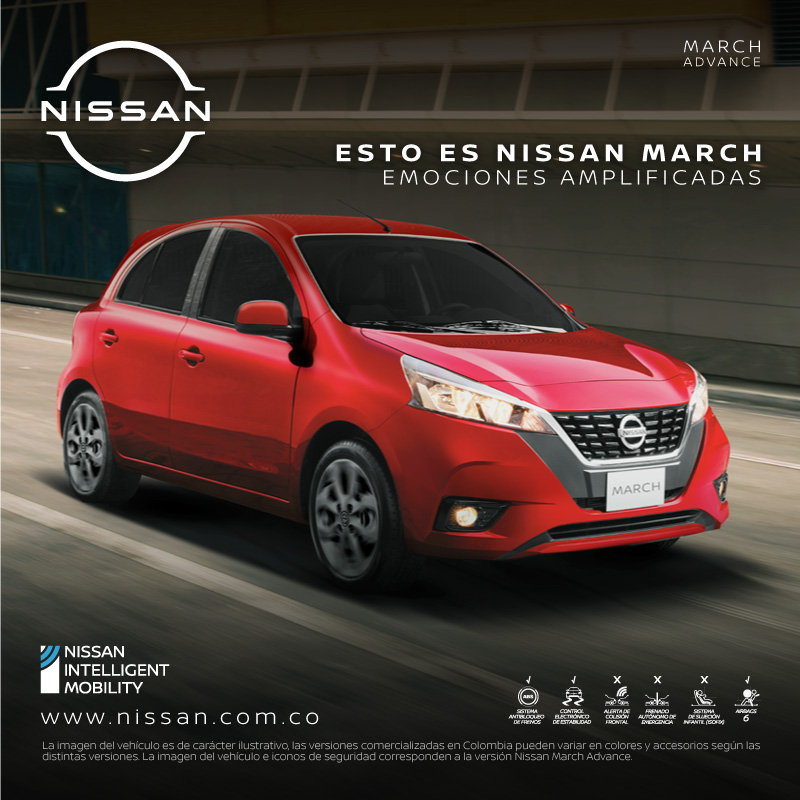 NISSAN
MARCH
ADVANCE
ESTO ES NISSAN MARCH
EMOCIONES AMPLIFICADAS
NISSAN
MARCH
NISSAN
INTELLIGENT
MOBILITY
www.nissan.com.co
√ √ X X X √
ABS
SISTEMA
ANTIBLOQUEO
DE FRENOS
CONTROL
ELECTRÓNICO
DE ESTABILIDAD
ALERTA DE
COLISIÓN
FRONTAL
FRENADO
AUTÓNOMO DE
EMERGENCIA
SISTEMA
DE SUJECIÓN
INFANTIL (ISOFIX)
AIRBAGS
6
La imagen del vehículo es de carácter ilustrativo, las versiones comercializadas en Colombia pueden variar en colores y accesorios según las
distintas versiones. La imagen del vehículo e iconos de seguridad corresponden a la versión Nissan March Advance.